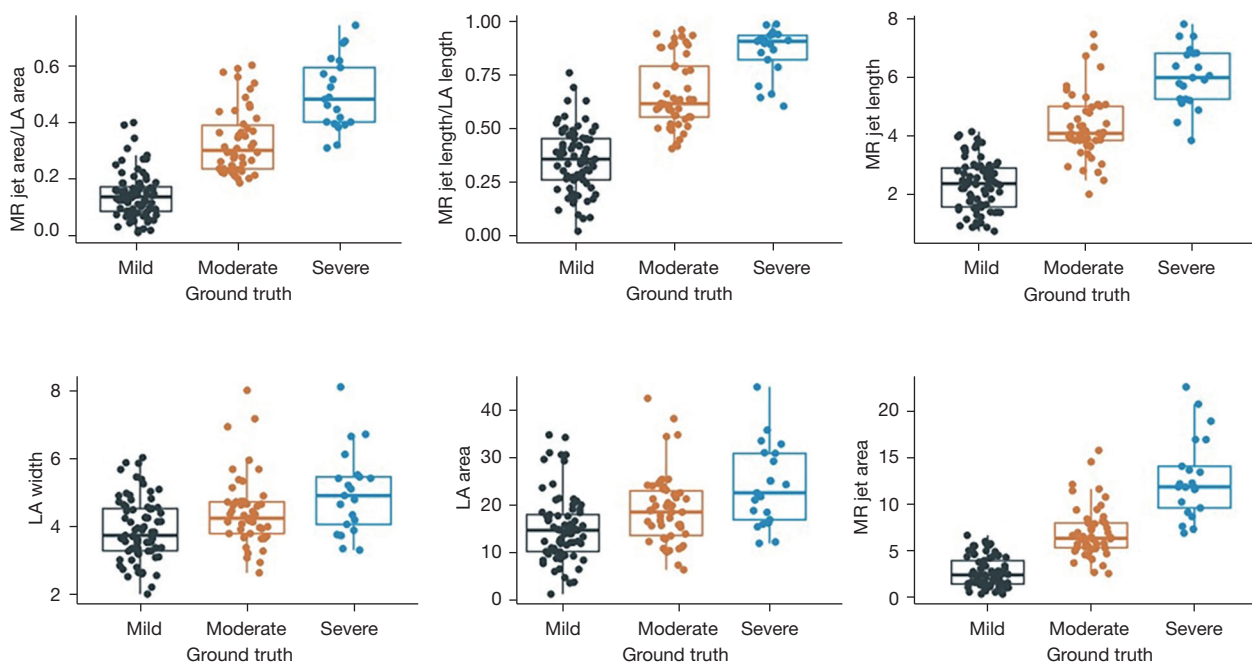 MR jet area/LA area
0.6
0.4
0.2
0.0
Mild Moderate Severe
Ground truth
MR jet length/LA length
1.00
0.75
0.50
0.25
0.00
Mild Moderate Severe
Ground truth
MR jet length
8
6
4
2
Mild Moderate Severe
Ground truth
LA width
8
6
4
2
Mild Moderate Severe
Ground truth
LA area
40
30
20
10
0
Mild Moderate Severe
Ground truth
MR jet area
20
15
10
5
0
Mild Moderate Severe
Ground truth